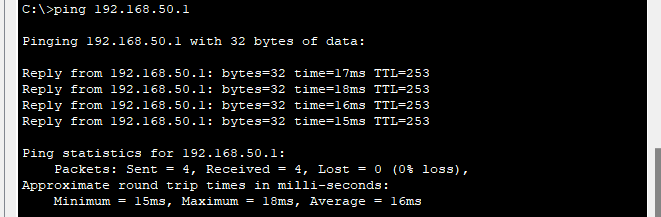 C:\>ping 192.168.50.1
Pinging 192.168.50.1 with 32 bytes of data:
Reply from 192.168.50.1: bytes=32 time=17ms TTL=253
Reply from 192.168.50.1: bytes=32 time=18ms TTL=253
Reply from 192.168.50.1: bytes=32 time=16ms TTL=253
Reply from 192.168.50.1: bytes=32 time=15ms TTL=253
Ping statistics for 192.168.50.1:
Packets: Sent = 4, Received = 4, Lost = 0 (0% loss),
Approximate round trip times in milli-seconds:
Minimum = 15ms, Maximum = 18ms, Average = 16ms